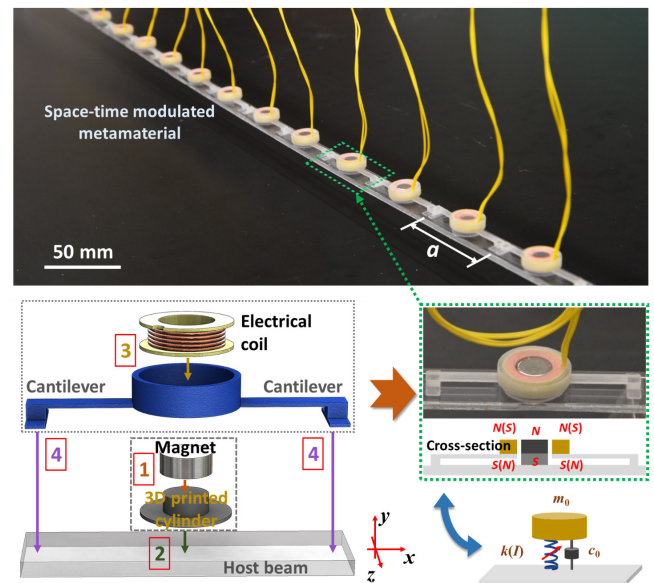 Space-time modulated
metamaterial
50 mm
a
Electrical
coil
3
Cantilever
Cantilever
4
4
Magnet
1
3D printed
cylinder
2
Host beam
y
x
z
N(S)
N
N(S)
Cross-section
S(N)
S
S(N)
m₀
k(I)
c₀